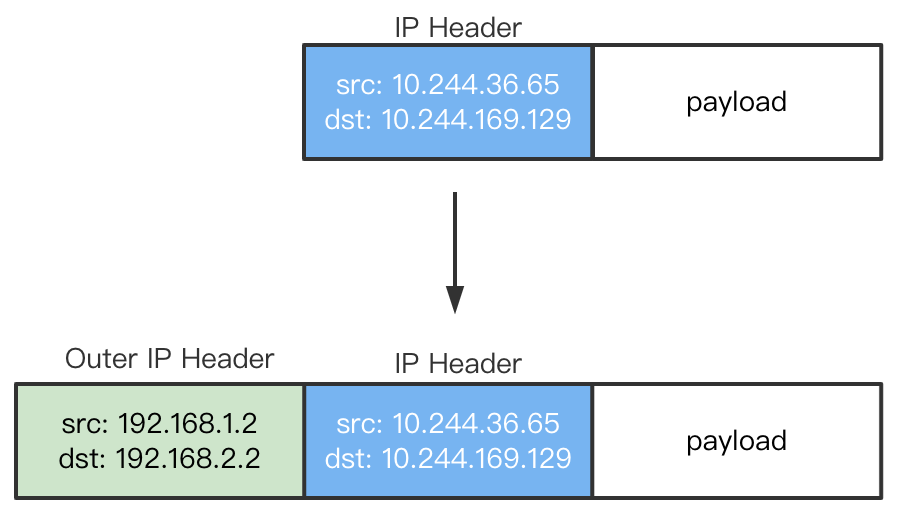 IP Header
src: 10.244.36.65
dst: 10.244.169.129
payload
Outer IP Header
IP Header
src: 192.168.1.2
dst: 192.168.2.2
src: 10.244.36.65
dst: 10.244.169.129
payload